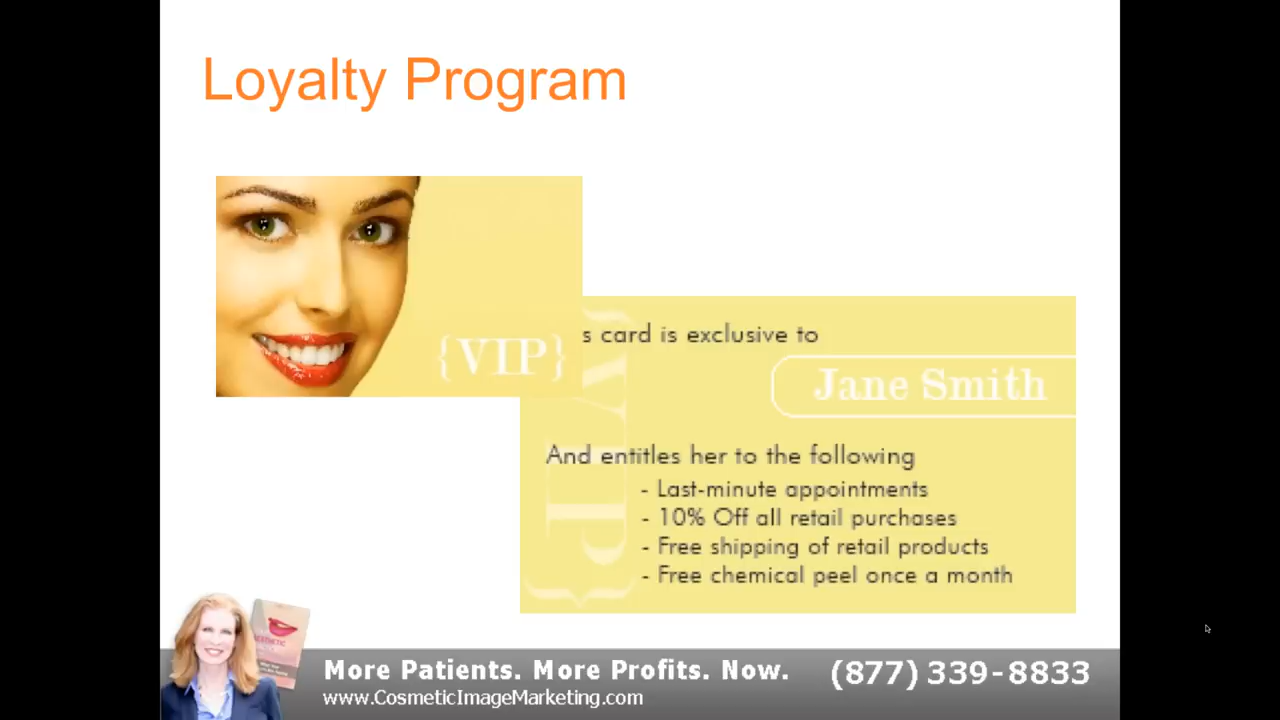 Loyalty Program
{VIP}
s card is exclusive to
Jane Smith
{VIP}
And entitles her to the following
- Last-minute appointments
- 10% Off all retail purchases
- Free shipping of retail products
- Free chemical peel once a month
More Patients. More Profits. Now.
(877) 339-8833
www.CosmeticImageMarketing.com